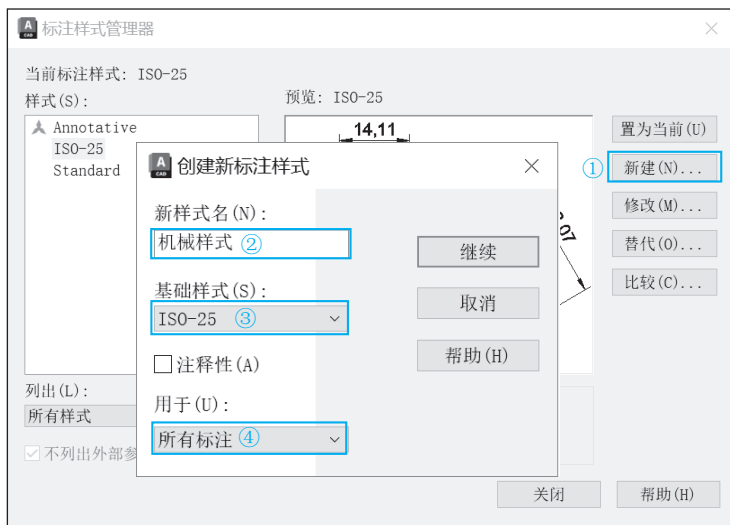 A CAD 标注样式管理器
当前标注样式: ISO-25
样式(S):
预览: ISO-25
Annotative
ISO-25
Standard
14,11
置为当前(U)
① 新建(N)...
修改(M)...
替代(O)...
比较(C)...
A CAD 创建新标注样式
新样式名(N):
机械样式 ②
基础样式(S):
ISO-25 ③
注释性(A)
用于(U):
所有标注 ④
继续
取消
帮助(H)
列出(L):
所有样式
不列出外部参
关闭
帮助(H)